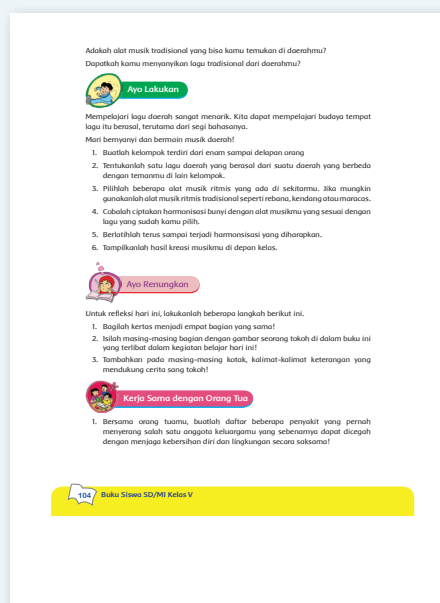 Adakah alat musik tradisional yang bisa kamu temukan di daerahmu?
Dapatkah kamu menyanyikan lagu tradisional dari daerahmu?
Ayo Lakukan
Mempelajari lagu daerah sangat menarik. Kita dapat mempelajari budaya tempat
lagu itu berasal, terutama dari segi bahasanya.
Mari bernyanyi dan bermain musik daerah!
1. Buatlah kelompok terdiri dari enam sampai delapan orang
2. Tentukanlah satu lagu daerah yang berasal dari suatu daerah yang berbeda
dengan temanmu di lain kelompok.
3. Pilihlah beberapa alat musik ritmis yang ada di sekitarmu. Jika mungkin
gunakanlah alat musik ritmis tradisional seperti rebana, kendang atau maracas.
4. Cobalah ciptakan harmonisasi bunyi dengan alat musikmu yang sesuai dengan
lagu yang sudah kamu pilih.
5. Berlatihlah terus sampai terjadi harmonsisasi yang diharapkan.
6. Tampilkanlah hasil kreasi musikmu di depan kelas.
Ayo Renungkan
Untuk refleksi hari ini, lakukanlah beberapa langkah berikut ini.
1. Bagilah kertas menjadi empat bagian yang sama!
2. Isilah masing-masing bagian dengan gambar seorang tokoh di dalam buku ini
yang terlibat dalam kegiatan belajar hari ini!
3. Tambahkan pada masing-masing kotak, kalimat-kalimat keterangan yang
mendukung cerita sang tokoh!
Kerja Sama dengan Orang Tua
1. Bersama orang tuamu, buatlah daftar beberapa penyakit yang pernah
menyerang salah satu anggota keluargamu yang sebenarnya dapat dicegah
dengan menjaga kebersihan diri dan lingkungan secara saksama!
104 Buku Siswa SD/MI Kelas V